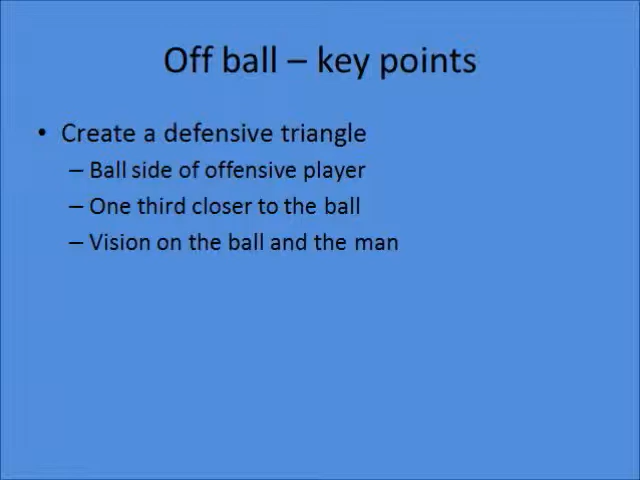 Off ball – key points
• Create a defensive triangle
– Ball side of offensive player
– One third closer to the ball
– Vision on the ball and the man